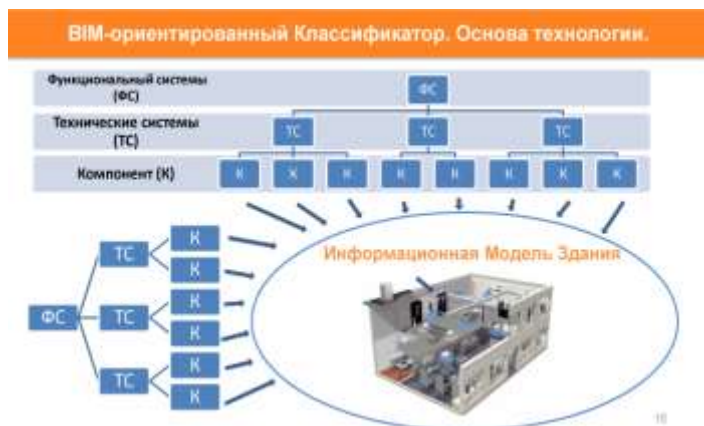 BIM-ориентированный Классификатор. Основа технологии.
Функциональный системы
(ФС)
ФС
Технические системы
(ТС)
ТС ТС ТС
Компонент (К)
К К К К К К К К
Информационная Модель Здания
ФС
ТС
К
К
ТС
К
К
ТС
К
К